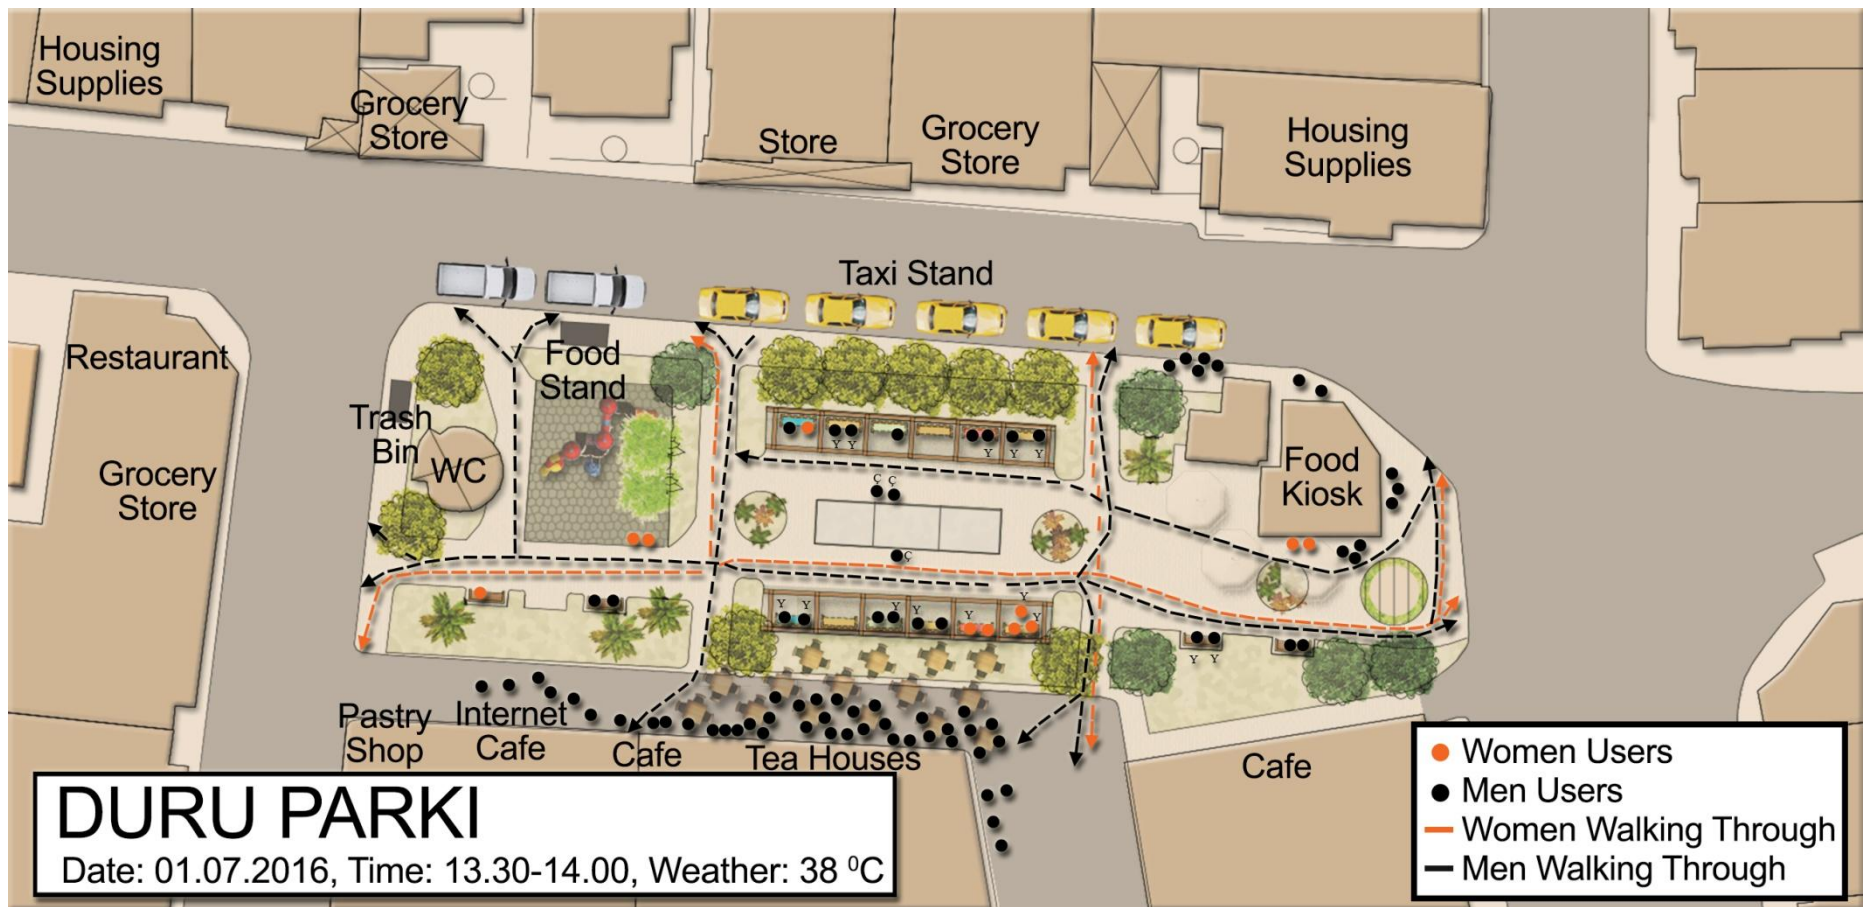 Housing
Supplies
Grocery
Store
Store
Grocery
Store
Housing
Supplies
Taxi Stand
Restaurant
Food
Stand
Trash
Bin
WC
Grocery
Store
Food
Kiosk
Y Y
Y
Y Y
Ç Ç
Ç
Y Y
Y Y
Y
Y
Y
Y Y
Pastry
Shop
Internet
Cafe
Cafe
Tea Houses
Cafe
DURU PARKI
Date: 01.07.2016, Time: 13.30-14.00, Weather: 38 ⁰C
Women Users
Men Users
Women Walking Through
Men Walking Through